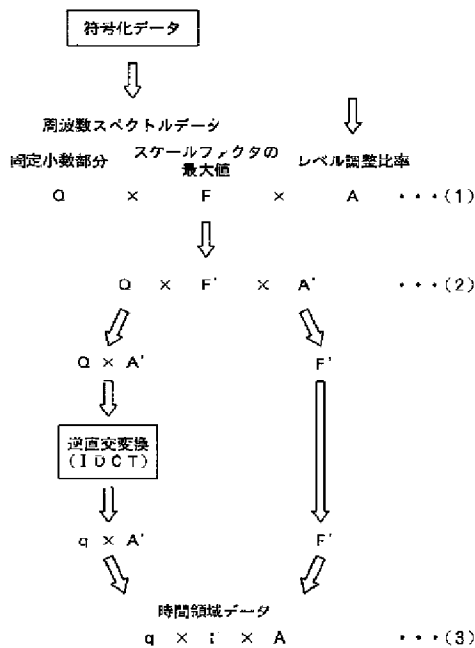 符号化データ
周波数スペクトルデータ
固定小数部分
スケールファクタの
最大値
レベル調整比率
Q × F × A ・・・(1)
Q × F' × A' ・・・(2)
Q × A' F'
逆直交変換
(IDCT)
q × A' F'
時間領域データ
q × × A ・・・(3)